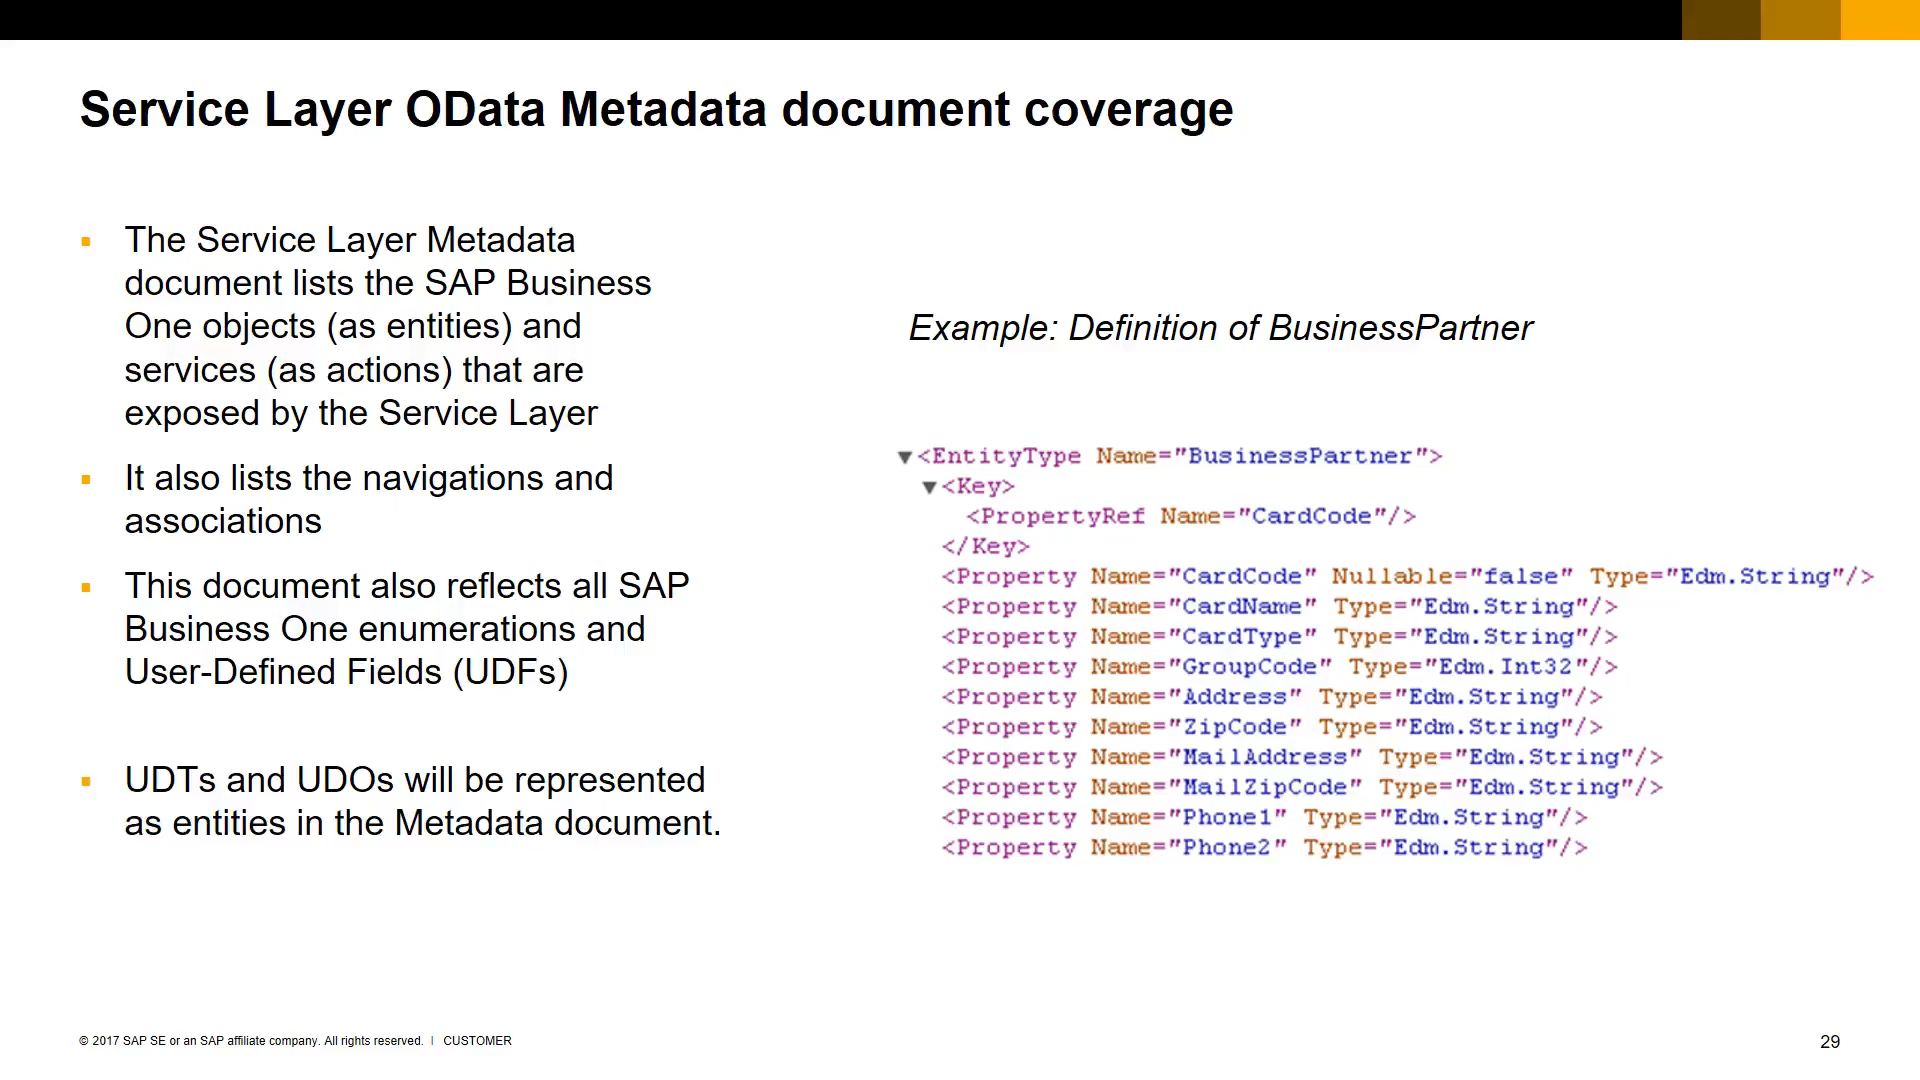 Service Layer OData Metadata document coverage
The Service Layer Metadata
document lists the SAP Business
One objects (as entities) and
services (as actions) that are
exposed by the Service Layer
It also lists the navigations and
associations
This document also reflects all SAP
Business One enumerations and
User-Defined Fields (UDFs)
UDTs and UDOs will be represented
as entities in the Metadata document.
Example: Definition of BusinessPartner
<EntityType Name="BusinessPartner">
<Key>
<PropertyRef Name="CardCode"/>
</Key>
<Property Name="CardCode" Nullable="false" Type="Edm.String"/>
<Property Name="CardName" Type="Edm.String"/>
<Property Name="CardType" Type="Edm.String"/>
<Property Name="GroupCode" Type="Edm.Int32"/>
<Property Name="Address" Type="Edm.String"/>
<Property Name="ZipCode" Type="Edm.String"/>
<Property Name="MailAddress" Type="Edm.String"/>
<Property Name="MailZipCode" Type="Edm.String"/>
<Property Name="Phone1" Type="Edm.String"/>
<Property Name="Phone2" Type="Edm.String"/>
© 2017 SAP SE or an SAP affiliate company. All rights reserved. | CUSTOMER
29